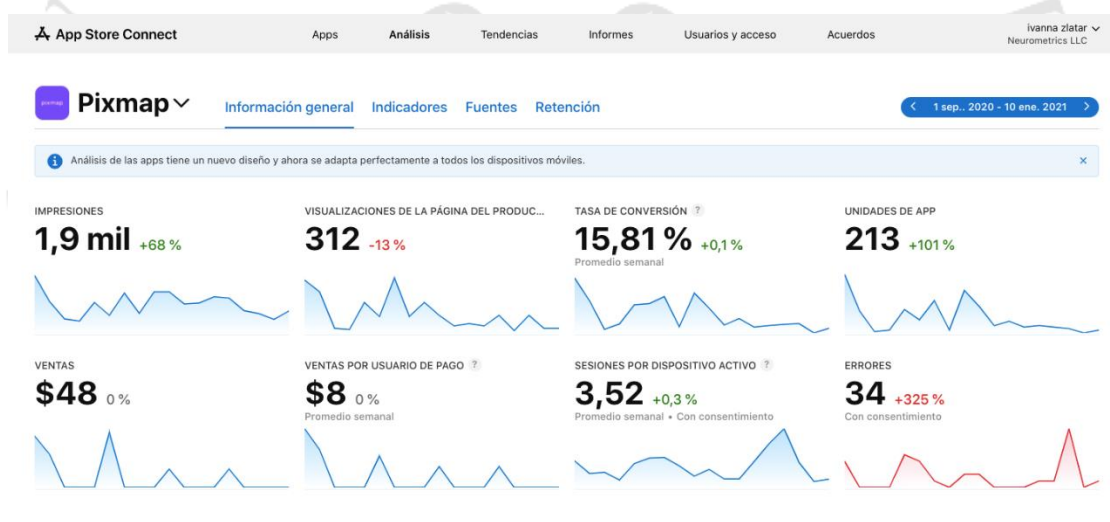 App Store Connect Apps Análisis Tendencias Informes Usuarios y acceso Acuerdos ivanna zlatar
Neurometrics LLC
pixmap Pixmap Información general Indicadores Fuentes Retención 1 sep.. 2020 - 10 ene. 2021
Análisis de las apps tiene un nuevo diseño y ahora se adapta perfectamente a todos los dispositivos móviles.
IMPRESIONES
1,9 mil +68 %
VISUALIZACIONES DE LA PÁGINA DEL PRODUC...
312 -13 %
TASA DE CONVERSIÓN ?
15,81 % +0,1 %
Promedio semanal
UNIDADES DE APP
213 +101 %
VENTAS
$48 0 %
VENTAS POR USUARIO DE PAGO ?
$8 0 %
Promedio semanal
SESIONES POR DISPOSITIVO ACTIVO ?
3,52 +0,3 %
Promedio semanal • Con consentimiento
ERRORES
34 +325 %
Con consentimiento